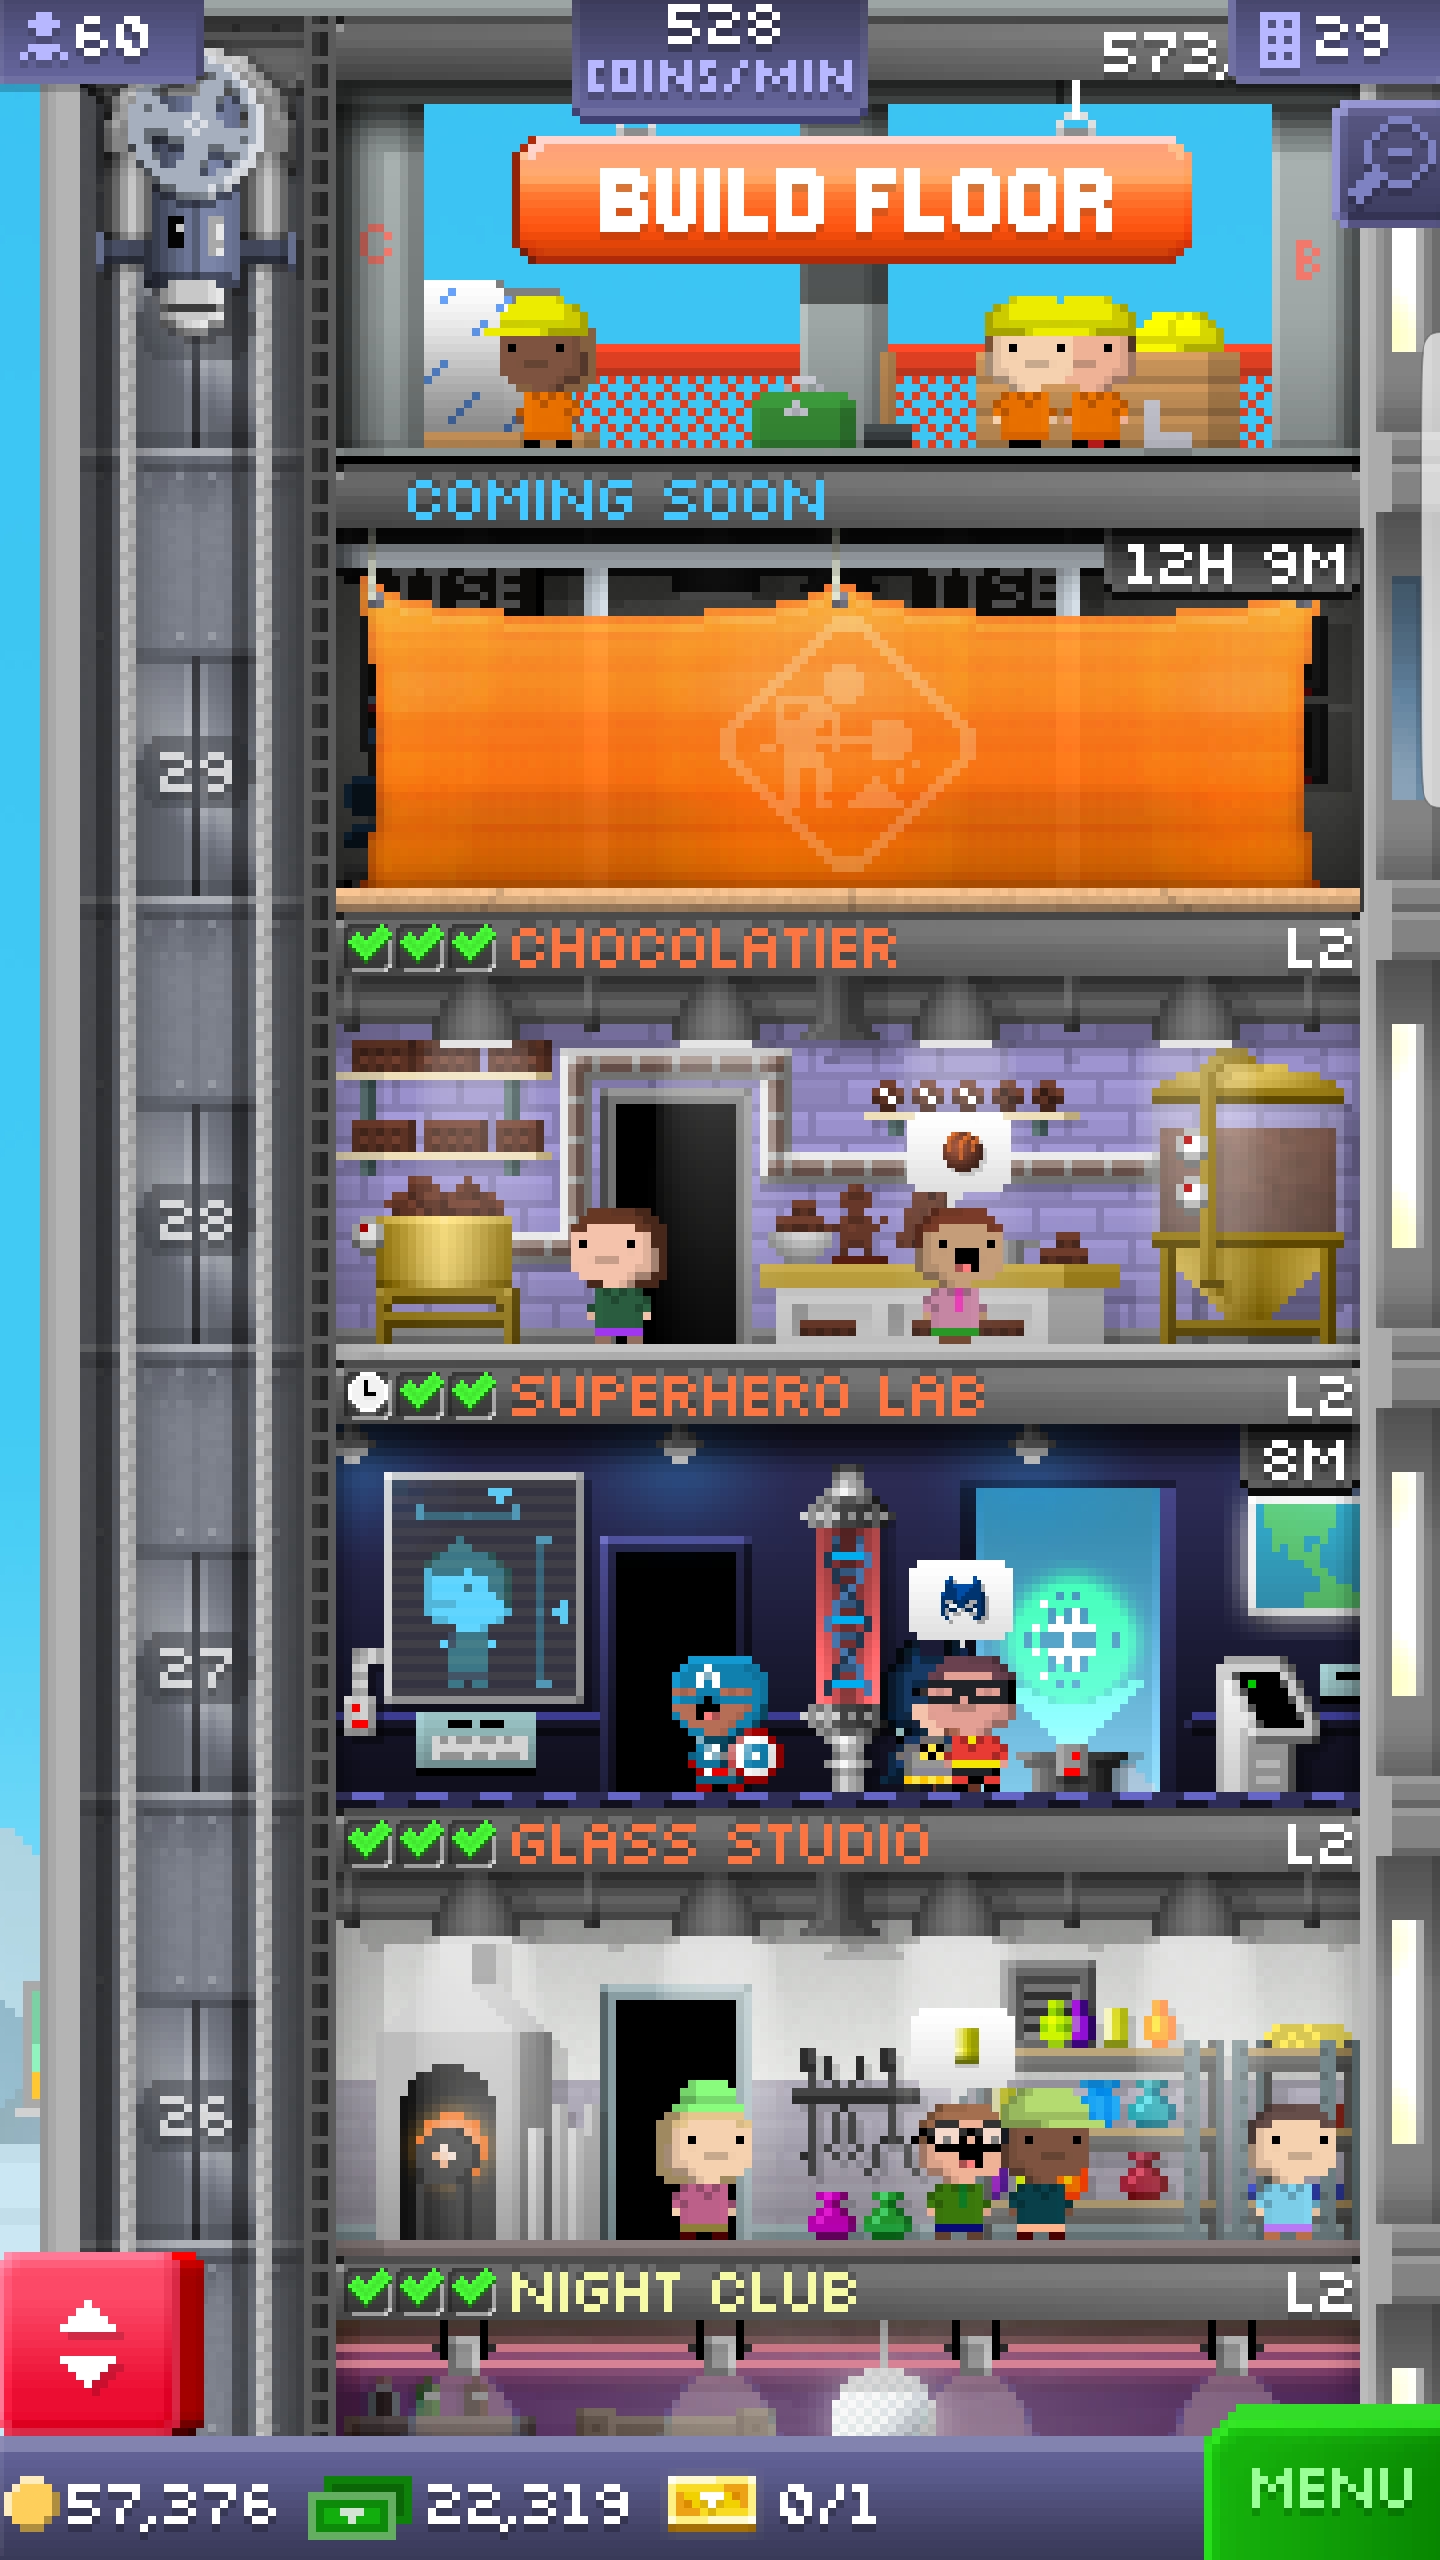 60
528
COINS/MIN
573,
29
C
B
BUILD FLOOR
COMING SOON
12H 9M
29
CHOCOLATIER
L2
28
SUPERHERO LAB
L2
8M
27
GLASS STUDIO
L2
26
NIGHT CLUB
L2
57,376
22,319
0/1
MENU